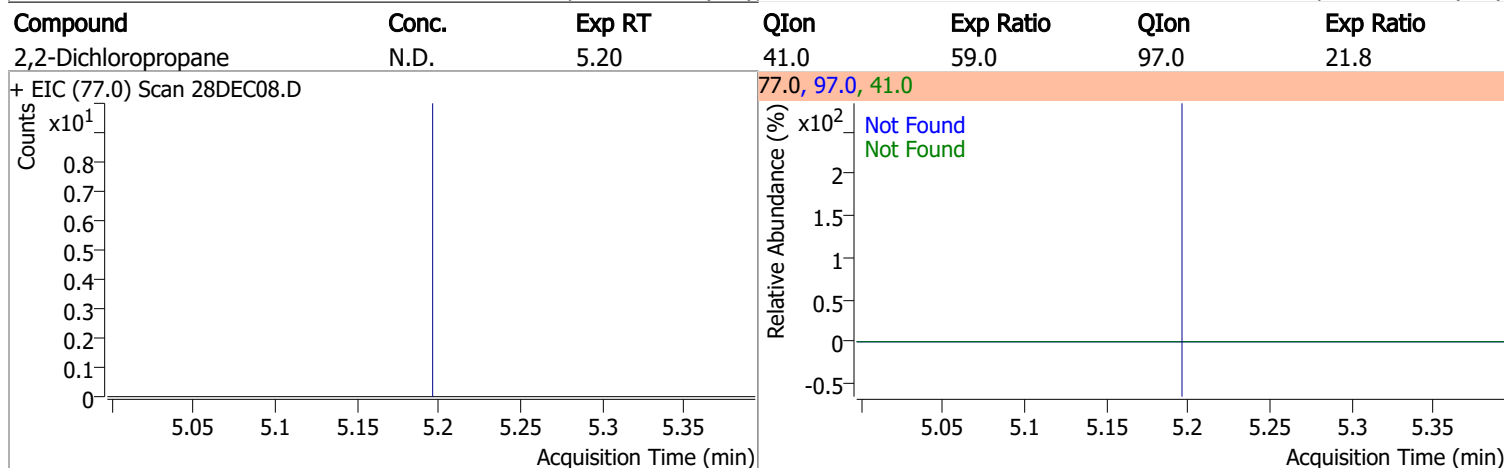 Compound Conc. Exp RT QIon Exp Ratio QIon Exp Ratio
2,2-Dichloropropane N.D. 5.20 41.0 59.0 97.0 21.8
+ EIC (77.0) Scan 28DEC08.D
Counts
x10¹
0.8
0.7
0.6
0.5
0.4
0.3
0.2
0.1
0
5.05 5.1 5.15 5.2 5.25 5.3 5.35
Acquisition Time (min)
77.0, 97.0, 41.0
Relative Abundance (%)
x10²
Not Found
Not Found
2
1.5
1
0.5
0
-0.5
5.05 5.1 5.15 5.2 5.25 5.3 5.35
Acquisition Time (min)